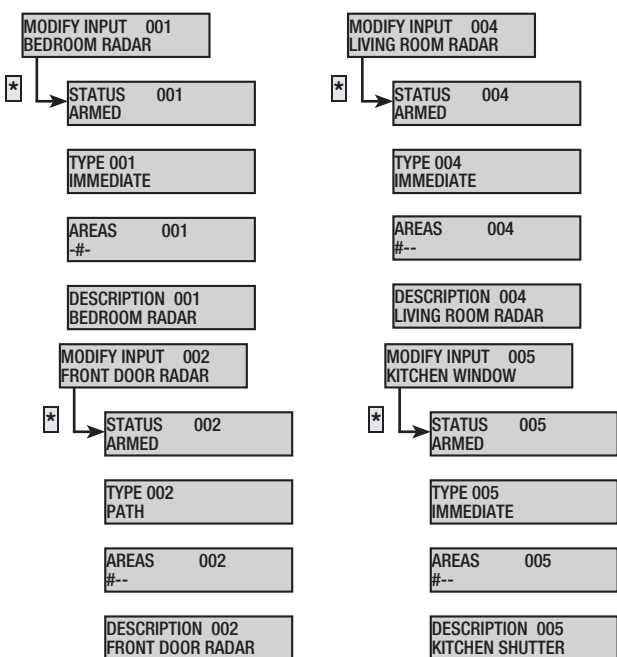 MODIFY INPUT 001
BEDROOM RADAR
*
STATUS 001
ARMED
TYPE 001
IMMEDIATE
AREAS 001
-#-
DESCRIPTION 001
BEDROOM RADAR
MODIFY INPUT 002
FRONT DOOR RADAR
*
STATUS 002
ARMED
TYPE 002
PATH
AREAS 002
#--
DESCRIPTION 002
FRONT DOOR RADAR
MODIFY INPUT 004
LIVING ROOM RADAR
*
STATUS 004
ARMED
TYPE 004
IMMEDIATE
AREAS 004
#--
DESCRIPTION 004
LIVING ROOM RADAR
MODIFY INPUT 005
KITCHEN WINDOW
*
STATUS 005
ARMED
TYPE 005
IMMEDIATE
AREAS 005
#--
DESCRIPTION 005
KITCHEN SHUTTER